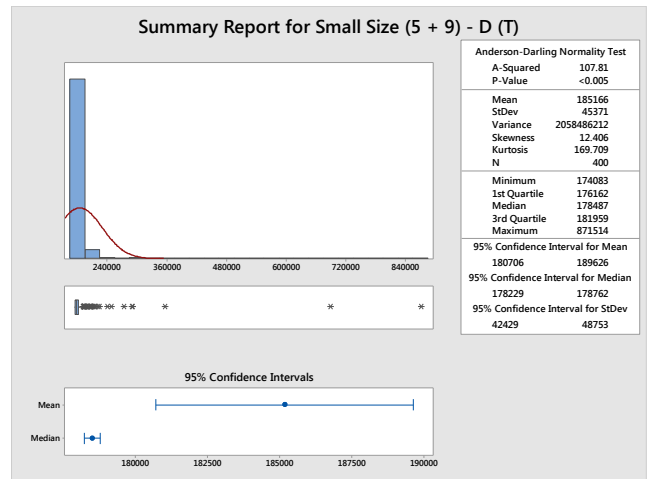 Summary Report for Small Size (5 + 9) - D (T)
240000 360000 480000 600000 720000 840000
Anderson-Darling Normality Test
A-Squared 107.81
P-Value <0.005
Mean 185166
StDev 45371
Variance 2058486212
Skewness 12.406
Kurtosis 169.709
N 400
Minimum 174083
1st Quartile 176162
Median 178487
3rd Quartile 181959
Maximum 871514
95% Confidence Interval for Mean
180706 189626
95% Confidence Interval for Median
178229 178762
95% Confidence Interval for StDev
42429 48753
95% Confidence Intervals
Mean
Median
180000 182500 185000 187500 190000